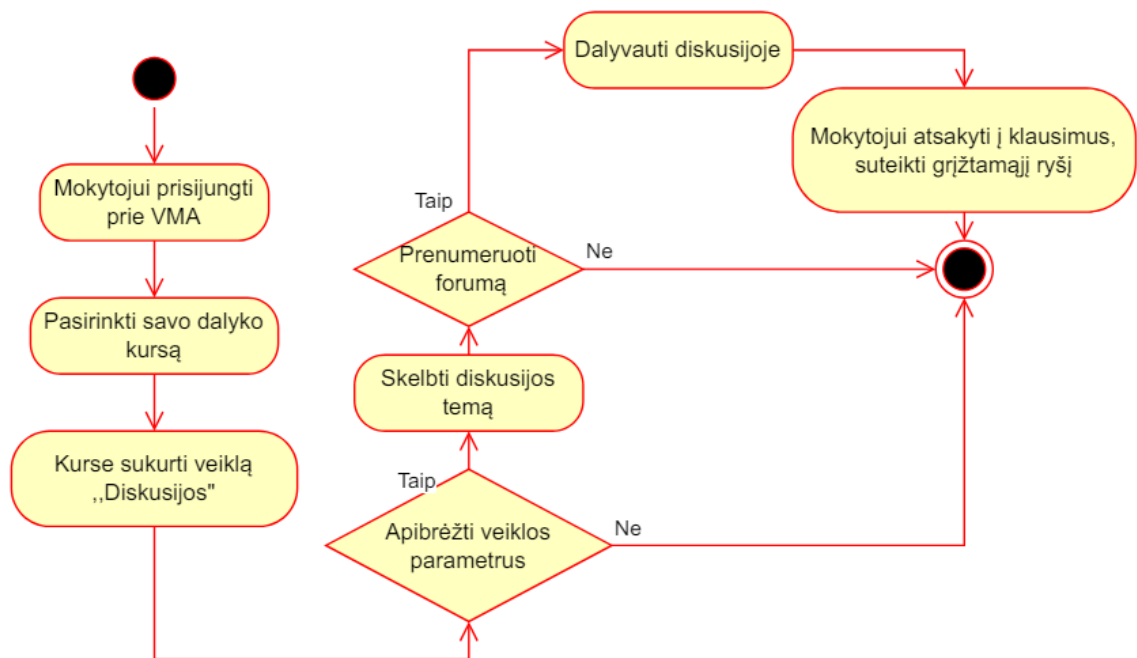 Mokytojui prisijungti
prie VMA
Pasirinkti savo dalyko
kursą
Kurse sukurti veiklą
,,Diskusijos"
Apibrėžti veiklos
parametrus
Taip
Ne
Skelbti diskusijos
temą
Prenumeruoti
forumą
Taip
Ne
Dalyvauti diskusijoje
Mokytojui atsakyti į klausimus,
suteikti grįžtamąjį ryšį